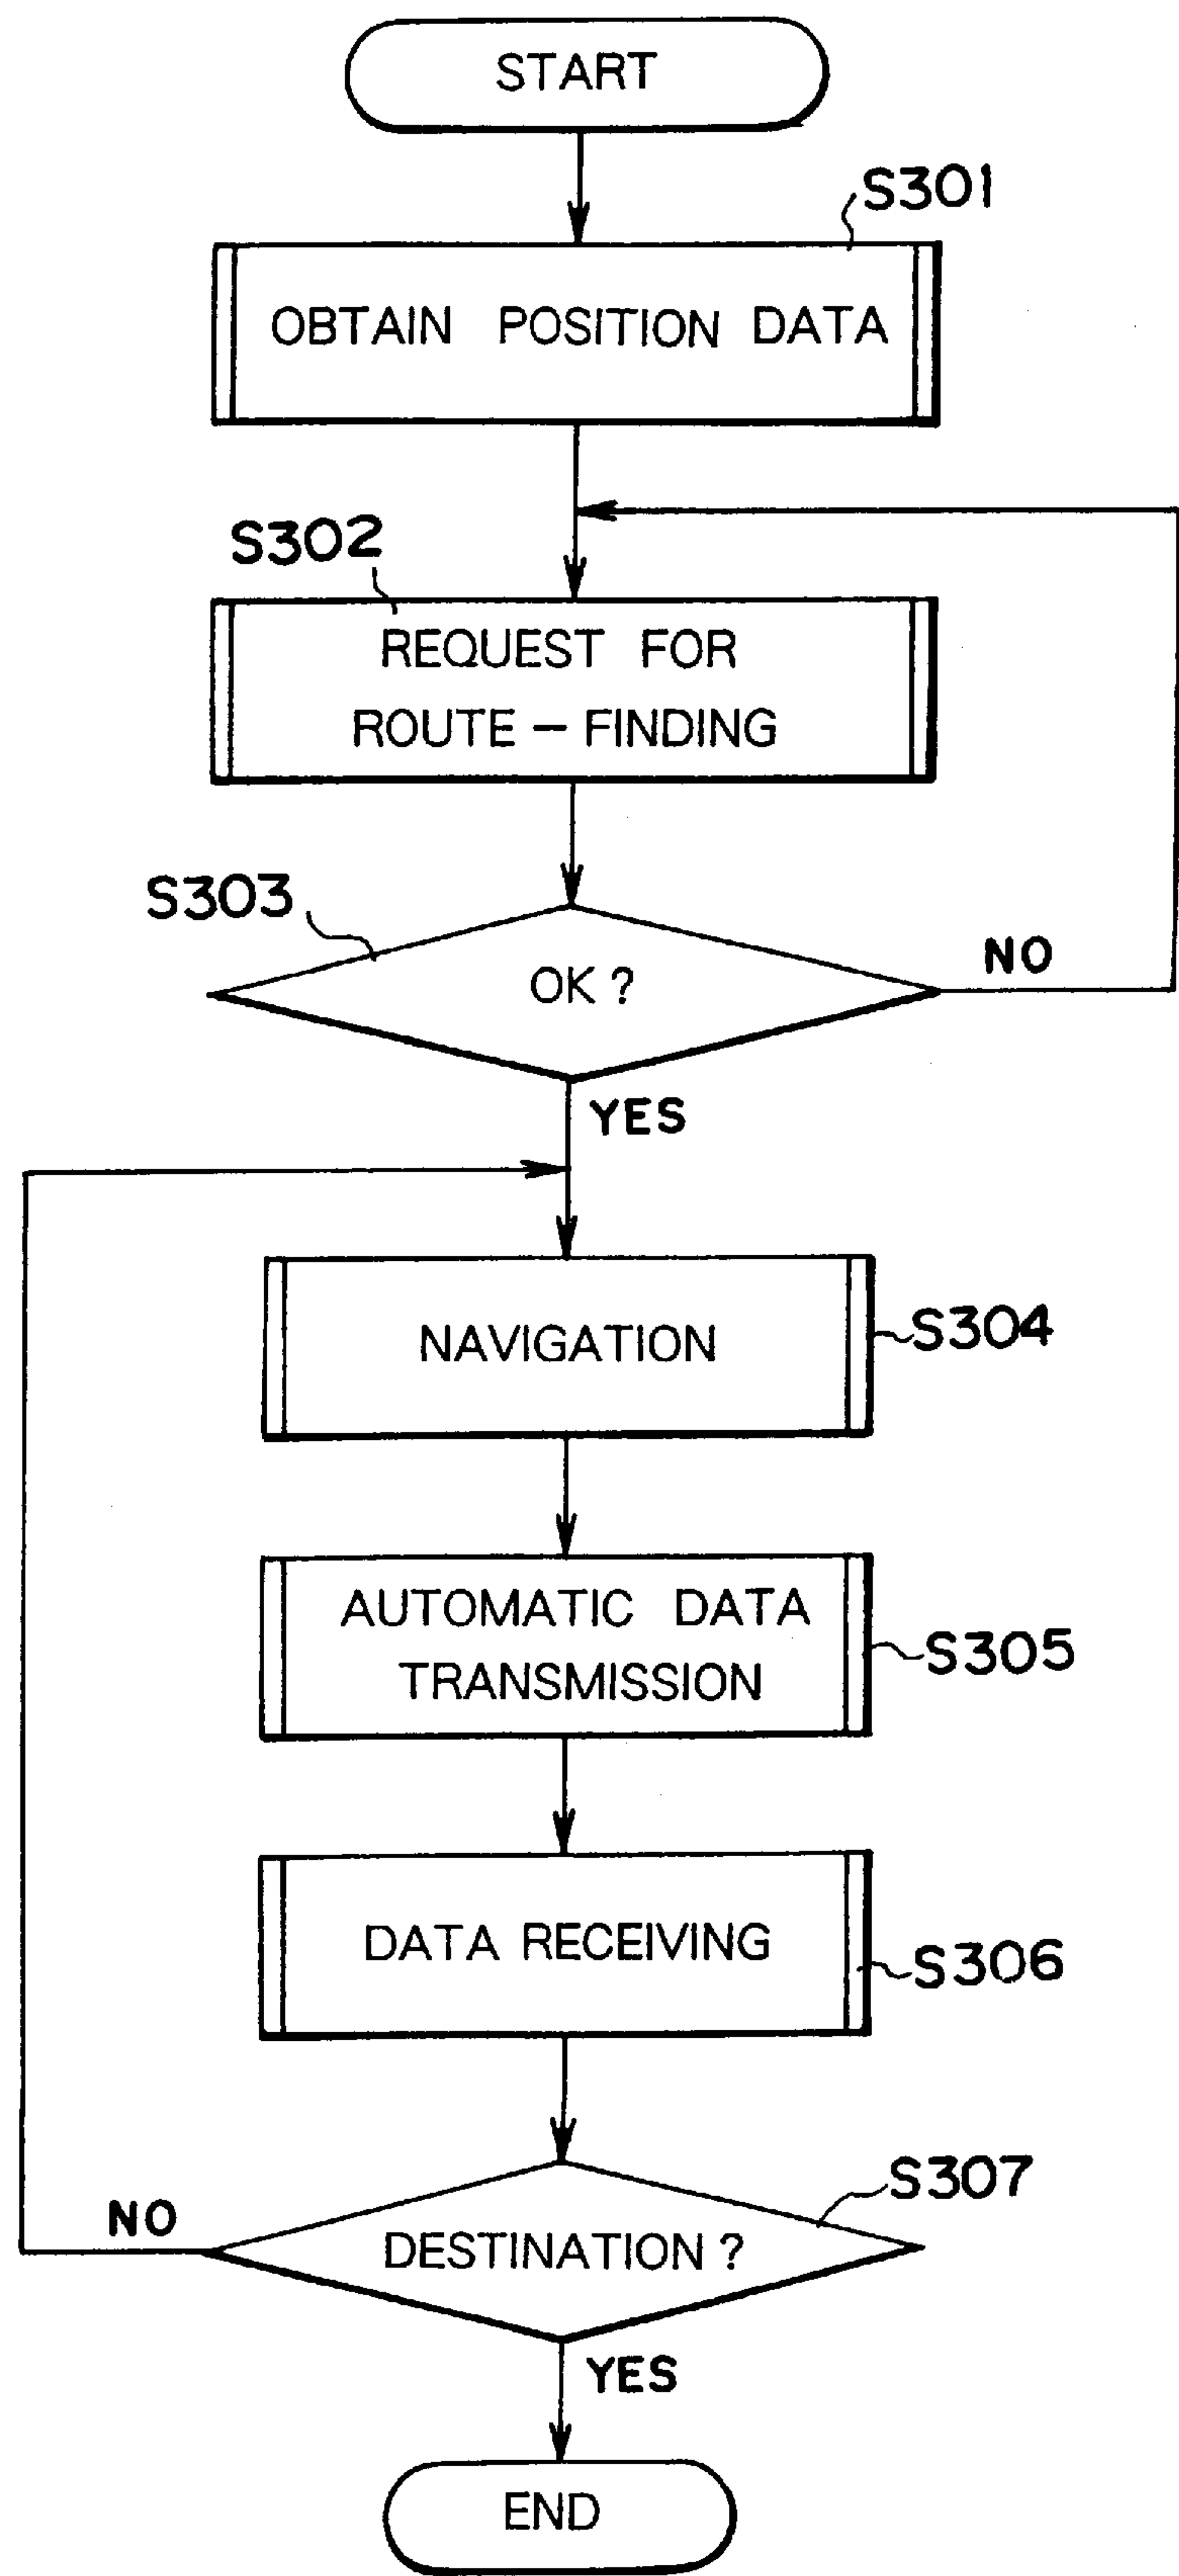 START
S301
OBTAIN POSITION DATA
S302
REQUEST FOR
ROUTE - FINDING
S303
OK ?
NO
YES
NAVIGATION
S304
AUTOMATIC DATA
TRANSMISSION
S305
DATA RECEIVING
S306
S307
NO
DESTINATION ?
YES
END